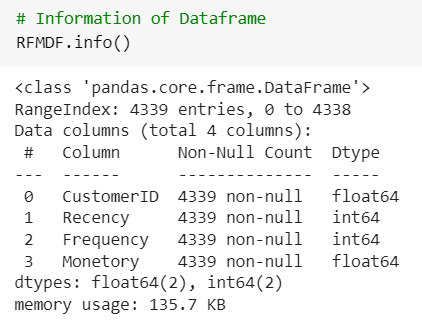 # Information of Dataframe
RFMDF.info()
<class 'pandas.core.frame.DataFrame'>
RangeIndex: 4339 entries, 0 to 4338
Data columns (total 4 columns):
 #   Column      Non-Null Count  Dtype
---  ------      --------------  -----
 0   CustomerID  4339 non-null   float64
 1   Recency     4339 non-null   int64
 2   Frequency   4339 non-null   int64
 3   Monetory    4339 non-null   float64
dtypes: float64(2), int64(2)
memory usage: 135.7 KB